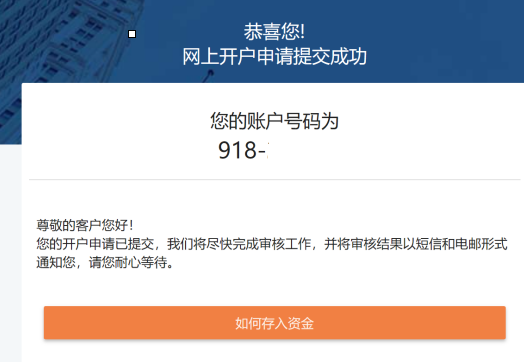 恭喜您!
网上开户申请提交成功
您的账户号码为
918-
尊敬的客户您好！
您的开户申请已提交，我们将尽快完成审核工作，并将审核结果以短信和电邮形式
通知您，请您耐心等待。
如何存入资金